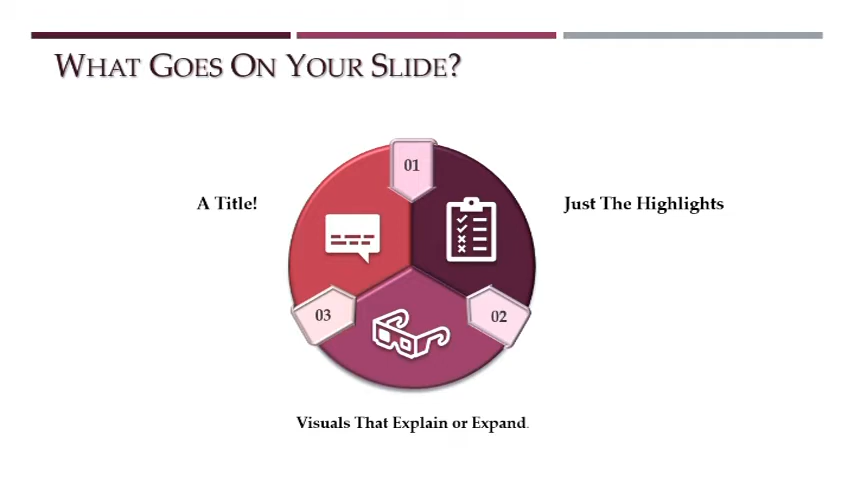 What Goes On Your Slide?
01
A Title!
Just The Highlights
03
02
Visuals That Explain or Expand.